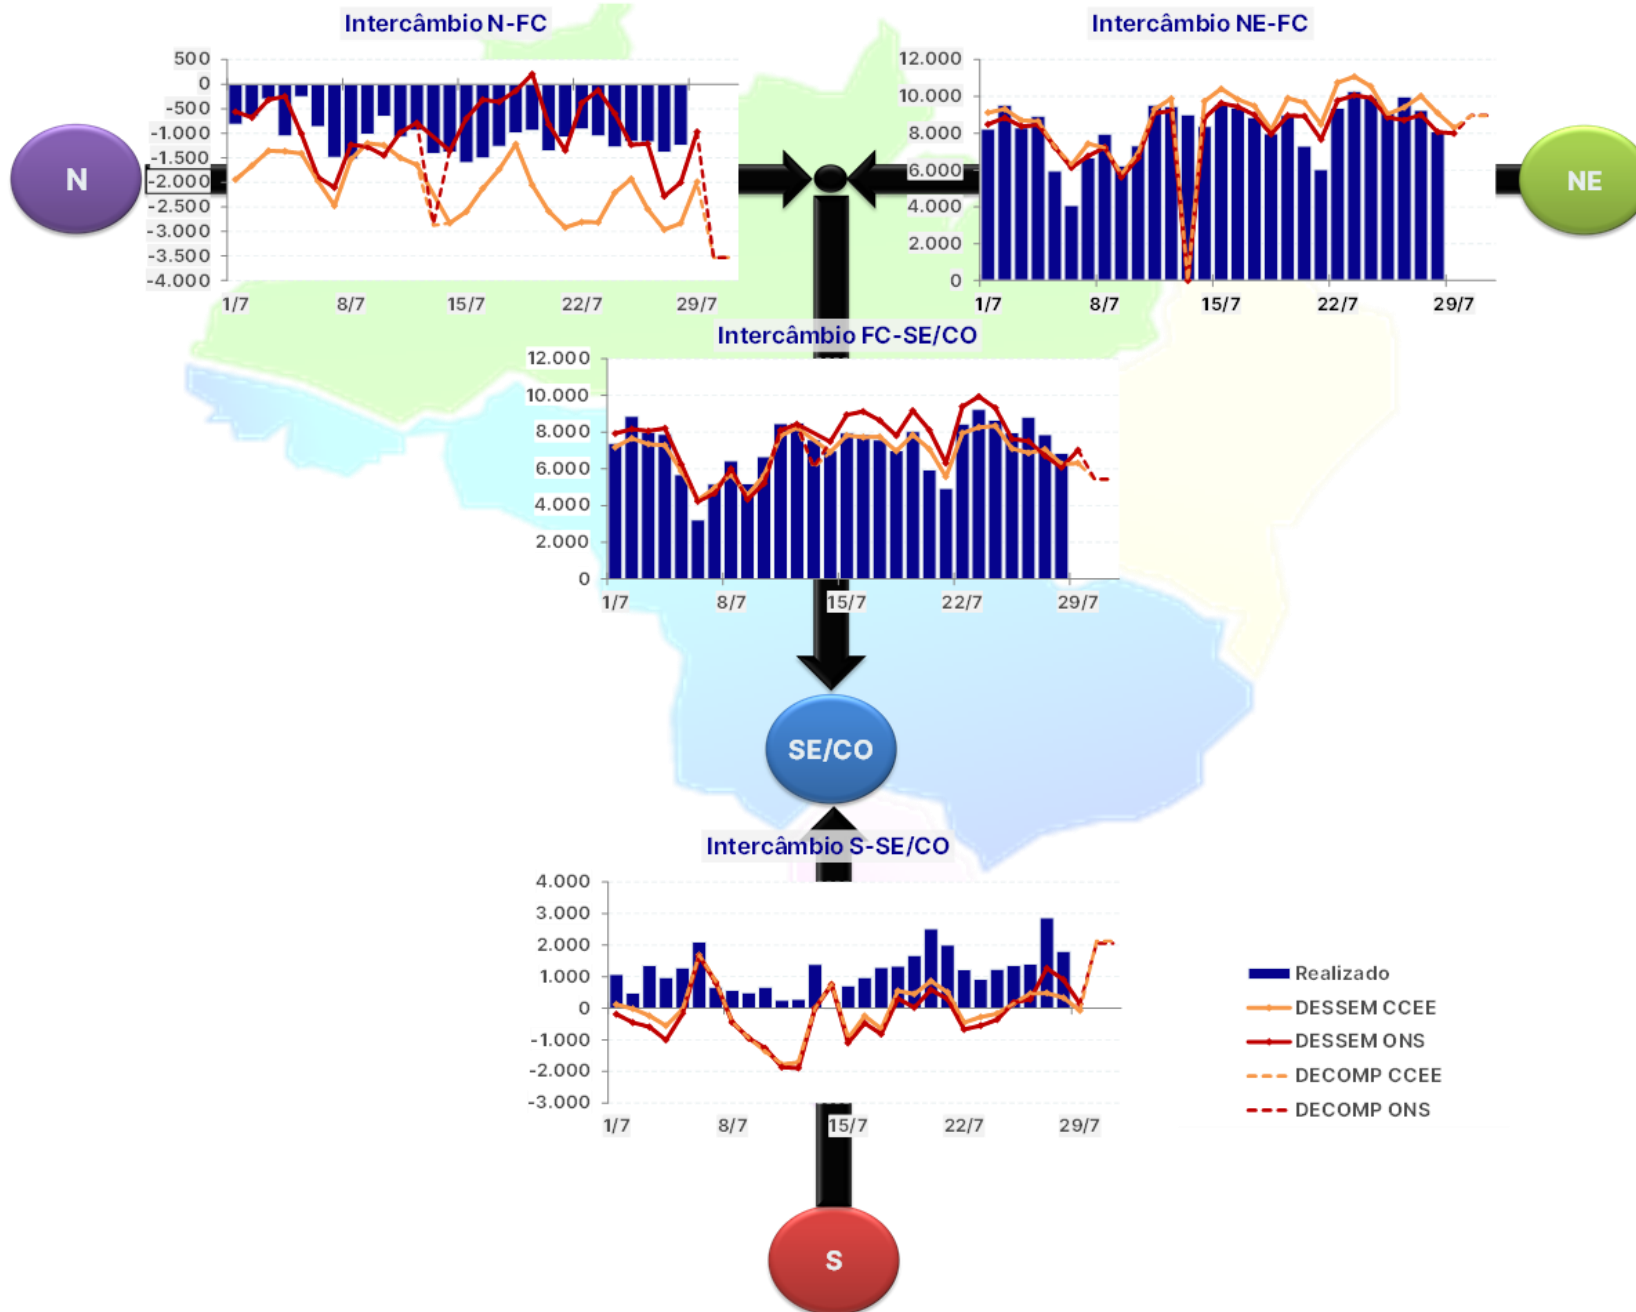 Intercâmbio N-FC
500
0
-500
-1.000
-1.500
-2.000
-2.500
-3.000
-3.500
-4.000
1/7 8/7 15/7 22/7 29/7
Intercâmbio NE-FC
12.000
10.000
8.000
6.000
4.000
2.000
0
1/7 8/7 15/7 22/7 29/7
N
NE
Intercâmbio FC-SE/CO
12.000
10.000
8.000
6.000
4.000
2.000
0
1/7 8/7 15/7 22/7 29/7
SE/CO
Intercâmbio S-SE/CO
4.000
3.000
2.000
1.000
0
-1.000
-2.000
-3.000
1/7 8/7 15/7 22/7 29/7
Realizado
DESSEM CCEE
DESSEM ONS
DECOMP CCEE
DECOMP ONS
S